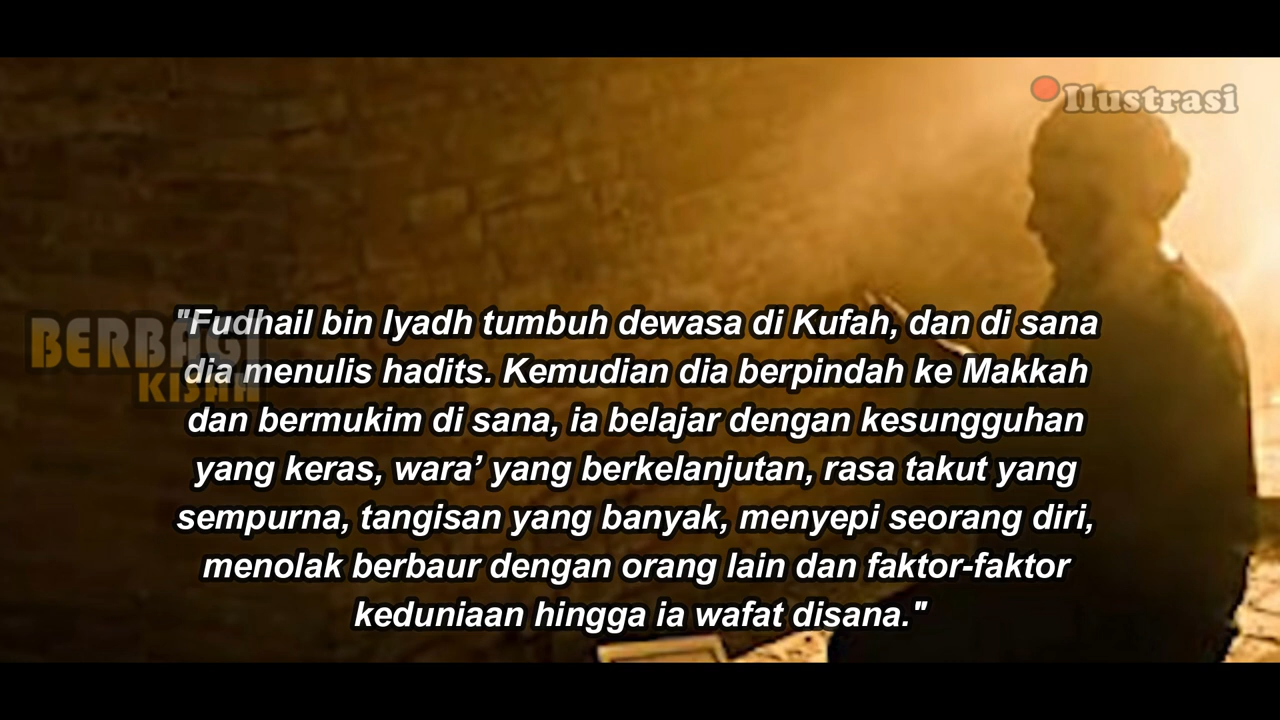 Ilustrasi
BERBAGI
KISAH
"Fudhail bin Iyadh tumbuh dewasa di Kufah, dan di sana
dia menulis hadits. Kemudian dia berpindah ke Makkah
dan bermukim di sana, ia belajar dengan kesungguhan
yang keras, wara’ yang berkelanjutan, rasa takut yang
sempurna, tangisan yang banyak, menyepi seorang diri,
menolak berbaur dengan orang lain dan faktor-faktor
keduniaan hingga ia wafat disana."